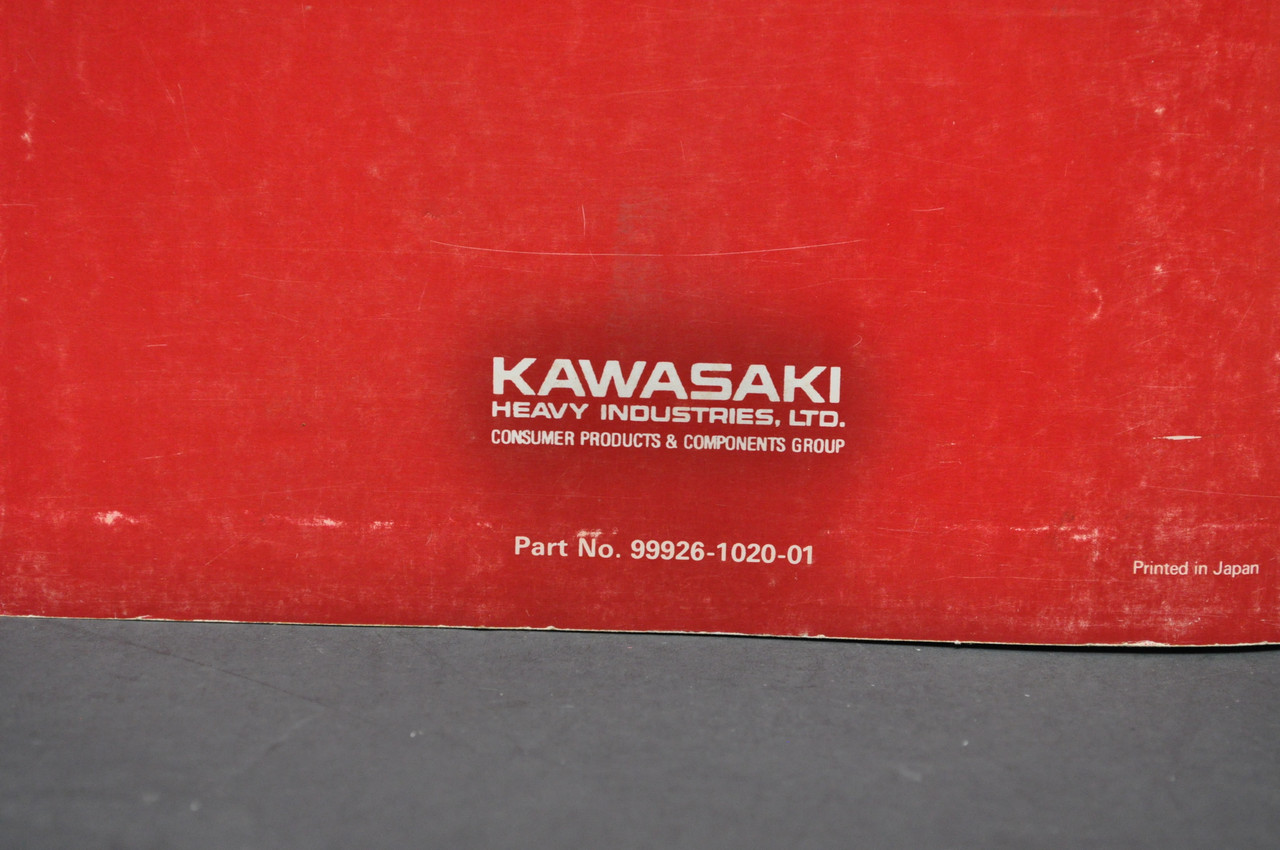 KAWASAKI
HEAVY INDUSTRIES, LTD.
CONSUMER PRODUCTS & COMPONENTS GROUP
Part No. 99926-1020-01
Printed in Japan